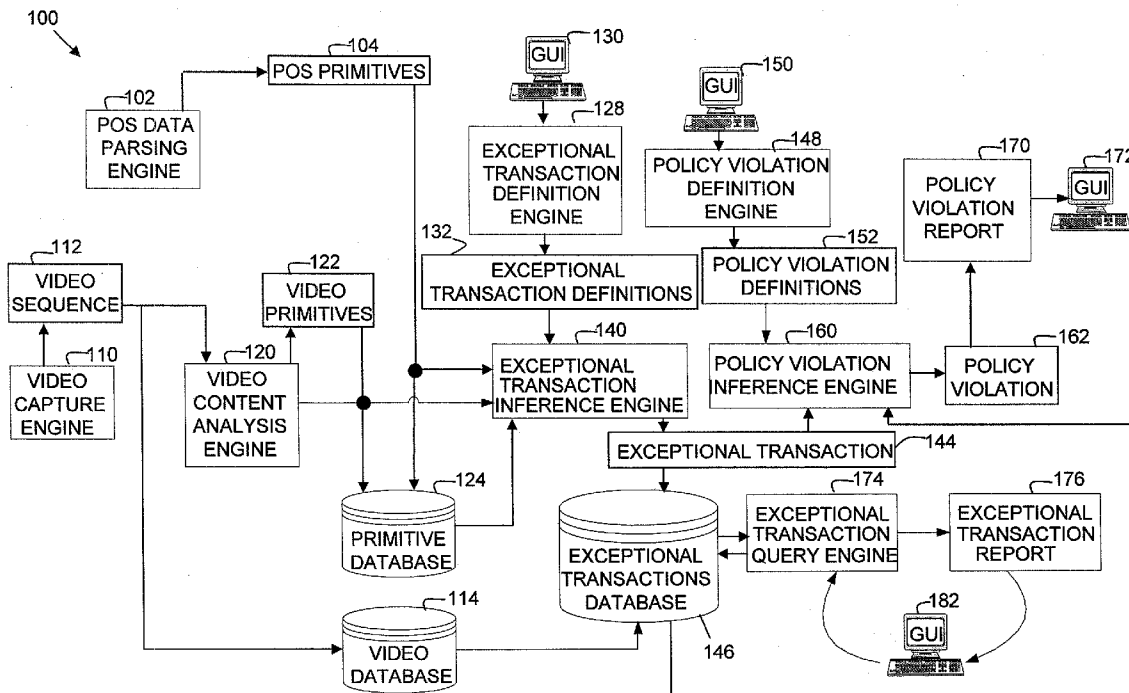 100
104
POS PRIMITIVES
102
POS DATA
PARSING
ENGINE
GUI
130
128
EXCEPTIONAL
TRANSACTION
DEFINITION
ENGINE
GUI
150
148
POLICY VIOLATION
DEFINITION
ENGINE
170
POLICY
VIOLATION
REPORT
172
GUI
132
EXCEPTIONAL
TRANSACTION DEFINITIONS
152
POLICY VIOLATION
DEFINITIONS
112
VIDEO
SEQUENCE
122
VIDEO
PRIMITIVES
110
VIDEO
CAPTURE
ENGINE
120
VIDEO
CONTENT
ANALYSIS
ENGINE
140
EXCEPTIONAL
TRANSACTION
INFERENCE ENGINE
160
POLICY VIOLATION
INFERENCE ENGINE
162
POLICY
VIOLATION
EXCEPTIONAL TRANSACTION
144
124
PRIMITIVE
DATABASE
EXCEPTIONAL
TRANSACTIONS
DATABASE
146
174
EXCEPTIONAL
TRANSACTION
QUERY ENGINE
176
EXCEPTIONAL
TRANSACTION
REPORT
114
VIDEO
DATABASE
182
GUI